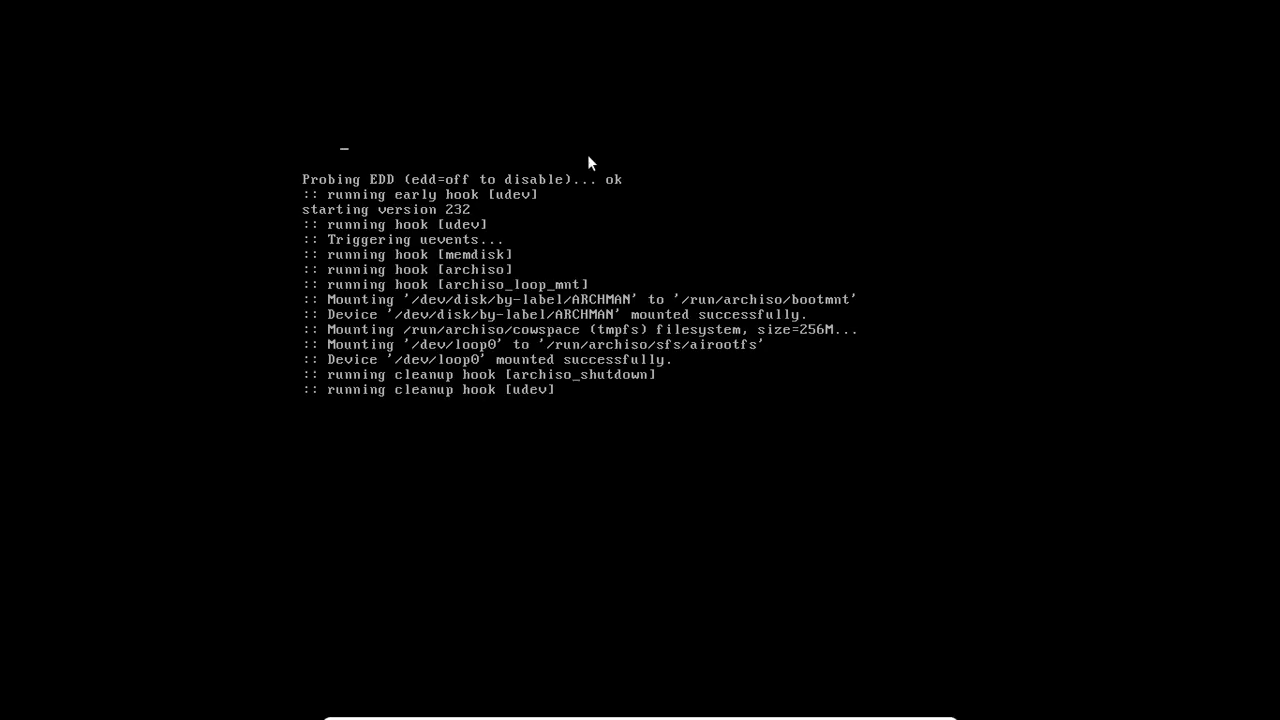 Probing EDD (edd=off to disable)... ok
:: running early hook [udev]
starting version 232
:: running hook [udev]
:: Triggering uevents...
:: running hook [memdisk]
:: running hook [archiso]
:: running hook [archiso_loop_mnt]
:: Mounting '/dev/disk/by-label/ARCHMAN' to '/run/archiso/bootmnt'
:: Device '/dev/disk/by-label/ARCHMAN' mounted successfully.
:: Mounting /run/archiso/cowspace (tmpfs) filesystem, size=256M...
:: Mounting '/dev/loop0' to '/run/archiso/sfs/airootfs'
:: Device '/dev/loop0' mounted successfully.
:: running cleanup hook [archiso_shutdown]
:: running cleanup hook [udev]